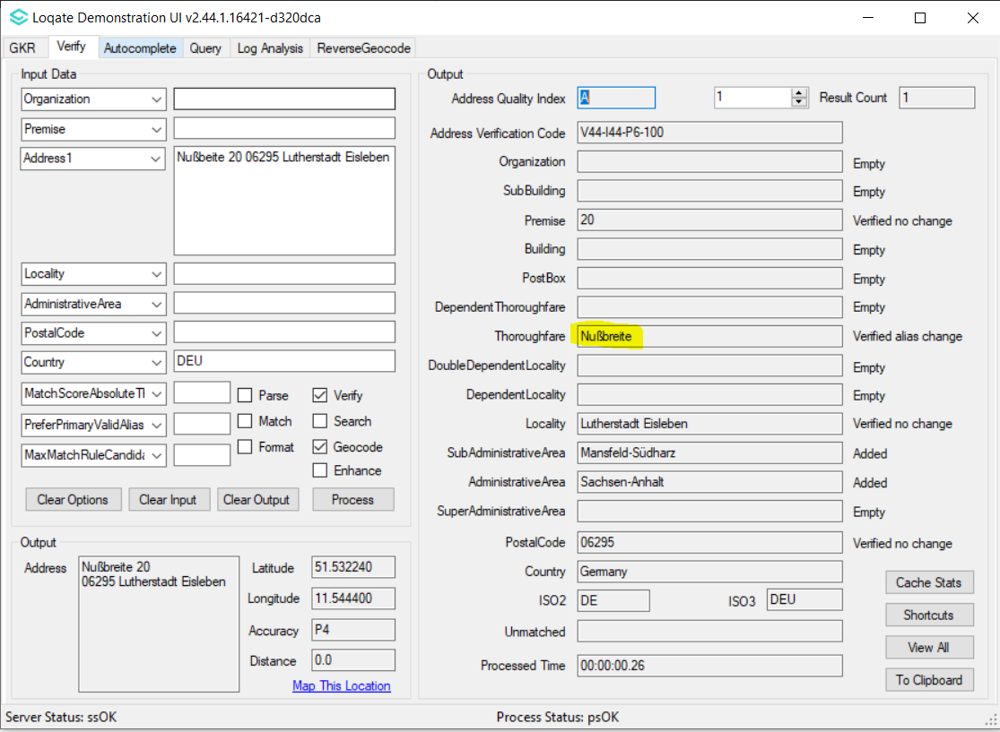 Loqate Demonstration UI v2.44.1.16421-d320dca
GKR Verify Autocomplete Query Log Analysis ReverseGeocode
Input Data
Organization
Premise
Address1 Nußbeite 20 06295 Lutherstadt Eisleben
Locality
AdministrativeArea
PostalCode
Country DEU
MatchScoreAbsoluteTl Parse Verify
PreferPrimaryValidAlias Match Search
MaxMatchRuleCandida Format Geocode
Enhance
Clear Options Clear Input Clear Output Process
Output
Address Nußbreite 20
06295 Lutherstadt Eisleben
Latitude 51.532240
Longitude 11.544400
Accuracy P4
Distance 0.0
Map This Location
Output
Address Quality Index A 1 Result Count 1
Address Verification Code V44-I44-P6-100
Organization Empty
SubBuilding Empty
Premise 20 Verified no change
Building Empty
PostBox Empty
DependentThoroughfare Empty
Thoroughfare Nußbreite Verified alias change
DoubleDependentLocality Empty
DependentLocality Empty
Locality Lutherstadt Eisleben Verified no change
SubAdministrativeArea Mansfeld-Südharz Added
AdministrativeArea Sachsen-Anhalt Added
SuperAdministrativeArea Empty
PostalCode 06295 Verified no change
Country Germany
ISO2 DE ISO3 DEU
Unmatched
Processed Time 00:00:00.26
Cache Stats
Shortcuts
View All
To Clipboard
Server Status: ssOK Process Status: psOK